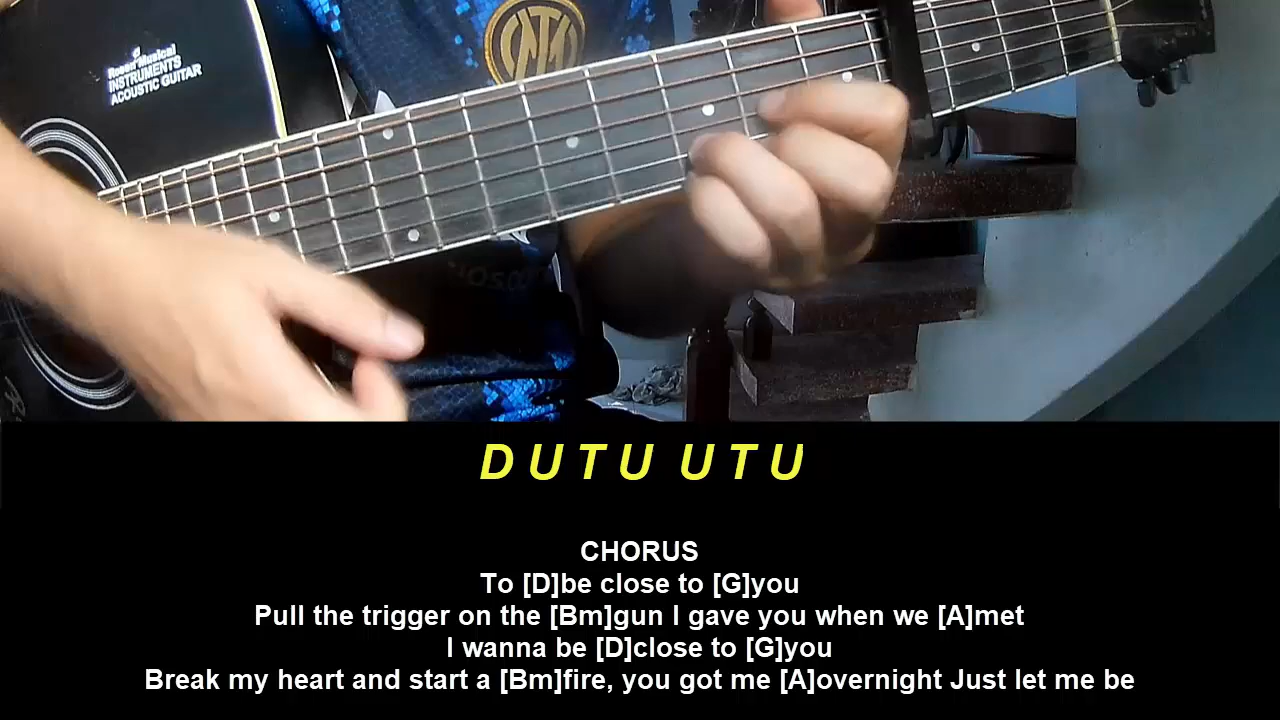 Rosen Musical
INSTRUMENTS
ACOUSTIC GUITAR
D U T U U T U
CHORUS
To [D]be close to [G]you
Pull the trigger on the [Bm]gun I gave you when we [A]met
I wanna be [D]close to [G]you
Break my heart and start a [Bm]fire, you got me [A]overnight Just let me be